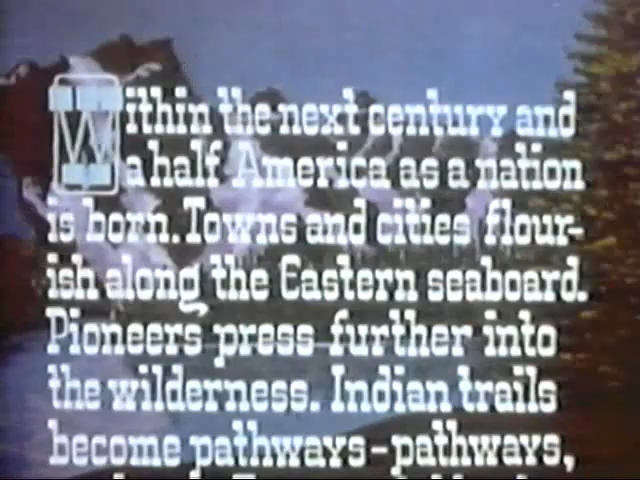 Within the next century and
a half America as a nation
is born. Towns and cities flour-
ish along the Eastern seaboard.
Pioneers press further into
the wilderness. Indian trails
become pathways-pathways,